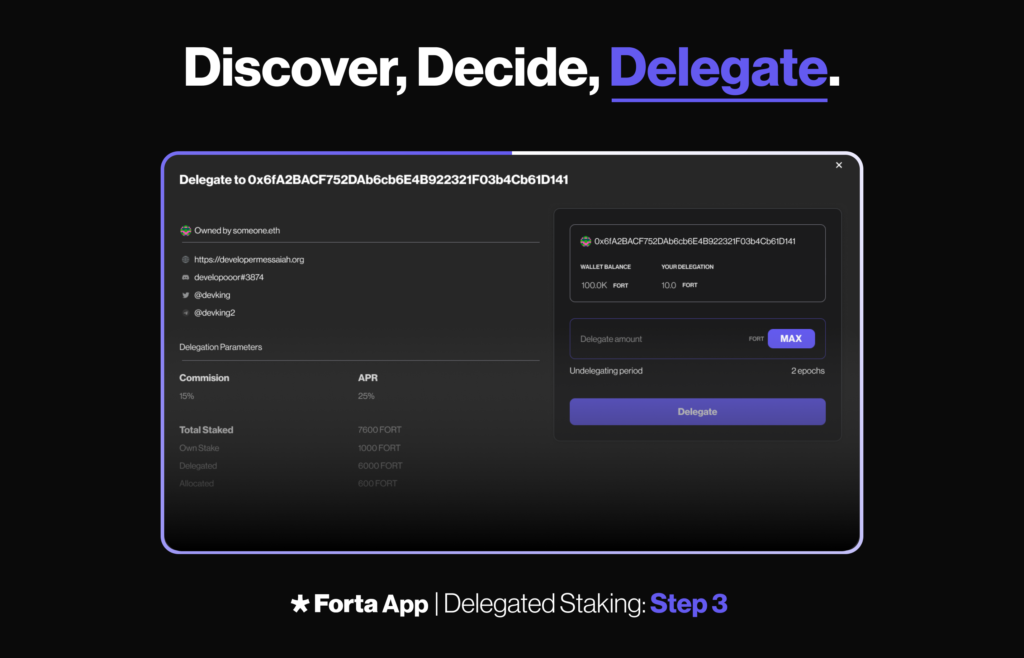 Discover, Decide, Delegate.
Delegate to 0x6fA2BACF752DAb6cb6E4B922321F03b4Cb61D141
Owned by someone.eth
https://developermessaiah.org
developooor#3874
@devking
@devking2
Delegation Parameters
Commision APR
15% 25%
Total Staked 7600 FORT
Own Stake 1000 FORT
Delegated 6000 FORT
Allocated 600 FORT
0x6fA2BACF752DAb6cb6E4B922321F03b4Cb61D141
WALLET BALANCE YOUR DELEGATION
100.0K FORT 10.0 FORT
Delegate amount FORT MAX
Undelegating period 2 epochs
Delegate
Forta App | Delegated Staking: Step 3